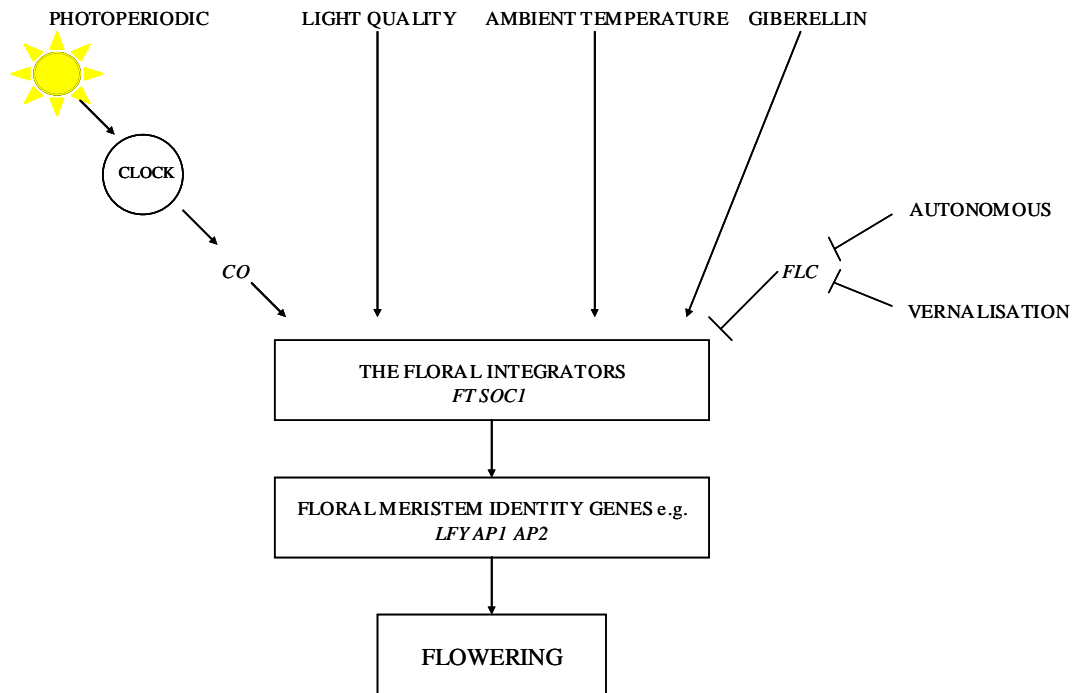 PHOTOPERIODIC
LIGHT QUALITY
AMBIENT TEMPERATURE
GIBERELLIN
CLOCK
CO
AUTONOMOUS
FLC
VERNALISATION
THE FLORAL INTEGRATORS
FT SOC1
FLORAL MERISTEM IDENTITY GENES e.g.
LFY AP1 AP2
FLOWERING